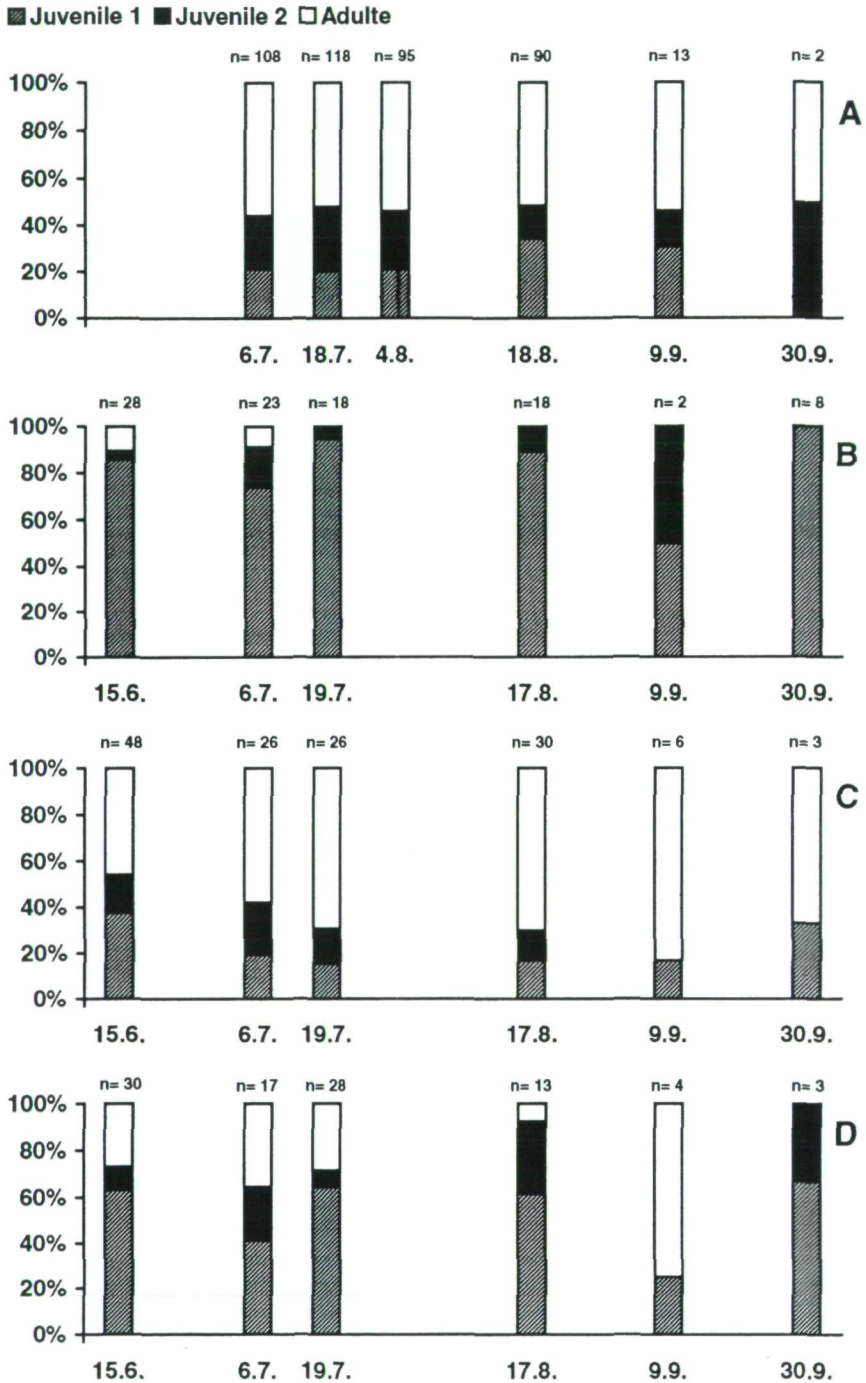 Juvenile 1 Juvenile 2 Adulte
n= 108 n= 118 n= 95 n= 90 n= 13 n= 2
A
100%
80%
60%
40%
20%
0%
6.7. 18.7. 4.8. 18.8. 9.9. 30.9.
n= 28 n= 23 n= 18 n=18 n= 2 n= 8
B
100%
80%
60%
40%
20%
0%
15.6. 6.7. 19.7. 17.8. 9.9. 30.9.
n= 48 n= 26 n= 26 n= 30 n= 6 n= 3
C
100%
80%
60%
40%
20%
0%
15.6. 6.7. 19.7. 17.8. 9.9. 30.9.
n= 30 n= 17 n= 28 n= 13 n= 4 n= 3
D
100%
80%
60%
40%
20%
0%
15.6. 6.7. 19.7. 17.8. 9.9. 30.9.